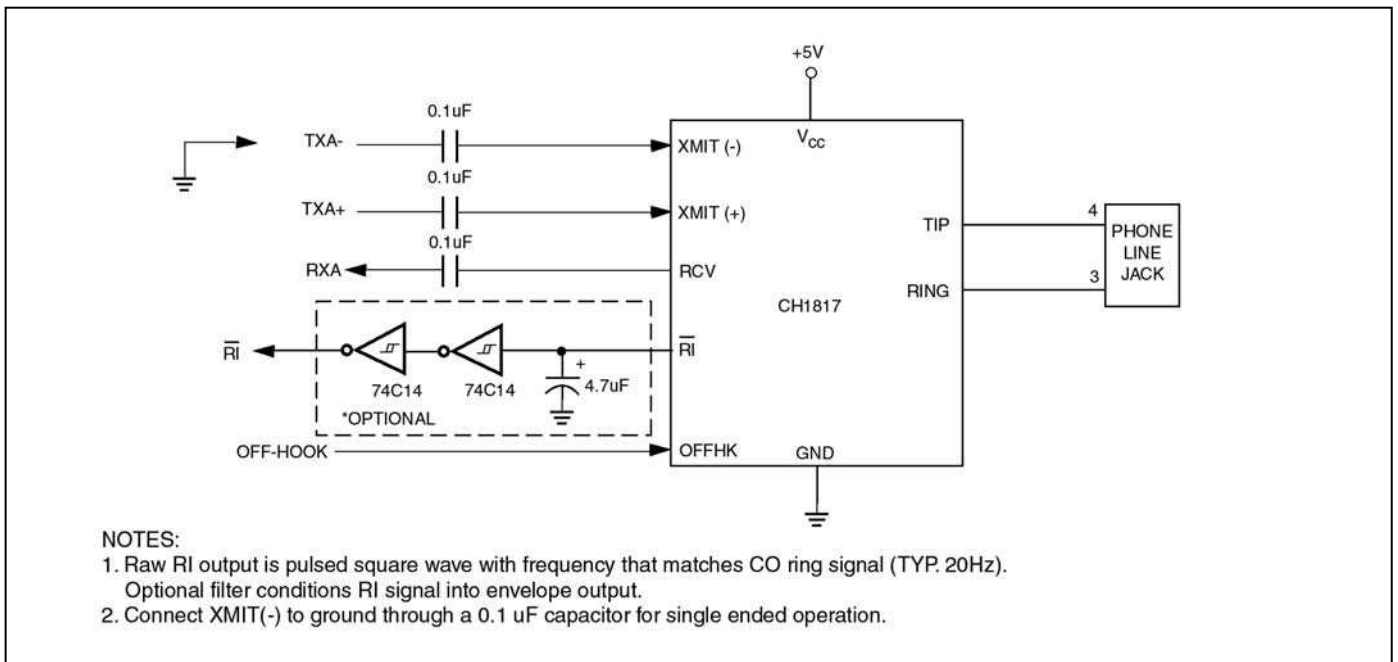 +5V
0.1uF
TXA-
XMIT (-)
VCC
0.1uF
TXA+
XMIT (+)
TIP
4
PHONE
LINE
JACK
0.1uF
RXA
RCV
RING
3
CH1817
R̅I̅
R̅I̅
+
4.7uF
74C14
74C14
*OPTIONAL
OFF-HOOK
OFFHK
GND
NOTES:
1. Raw RI output is pulsed square wave with frequency that matches CO ring signal (TYP. 20Hz).
Optional filter conditions RI signal into envelope output.
2. Connect XMIT(-) to ground through a 0.1 uF capacitor for single ended operation.